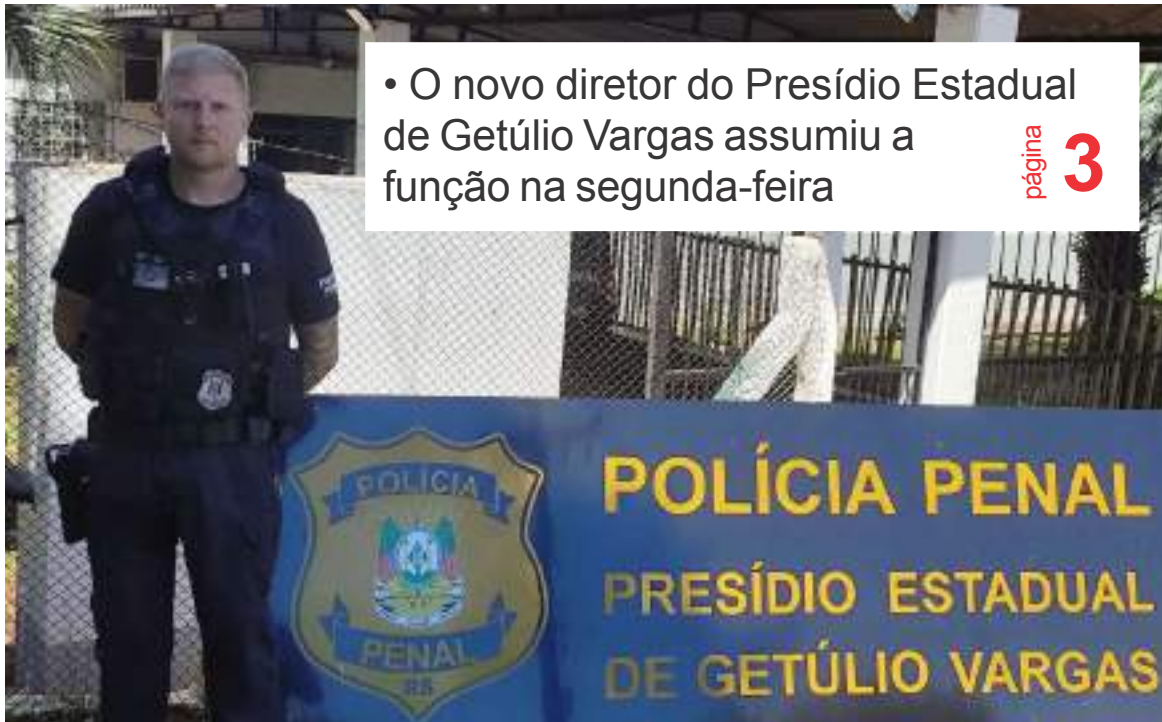 • O novo diretor do Presídio Estadual
de Getúlio Vargas assumiu a
função na segunda-feira
página 3
POLÍCIA
PENAL
RS
POLÍCIA PENAL
PRESÍDIO ESTADUAL
DE GETÚLIO VARGAS